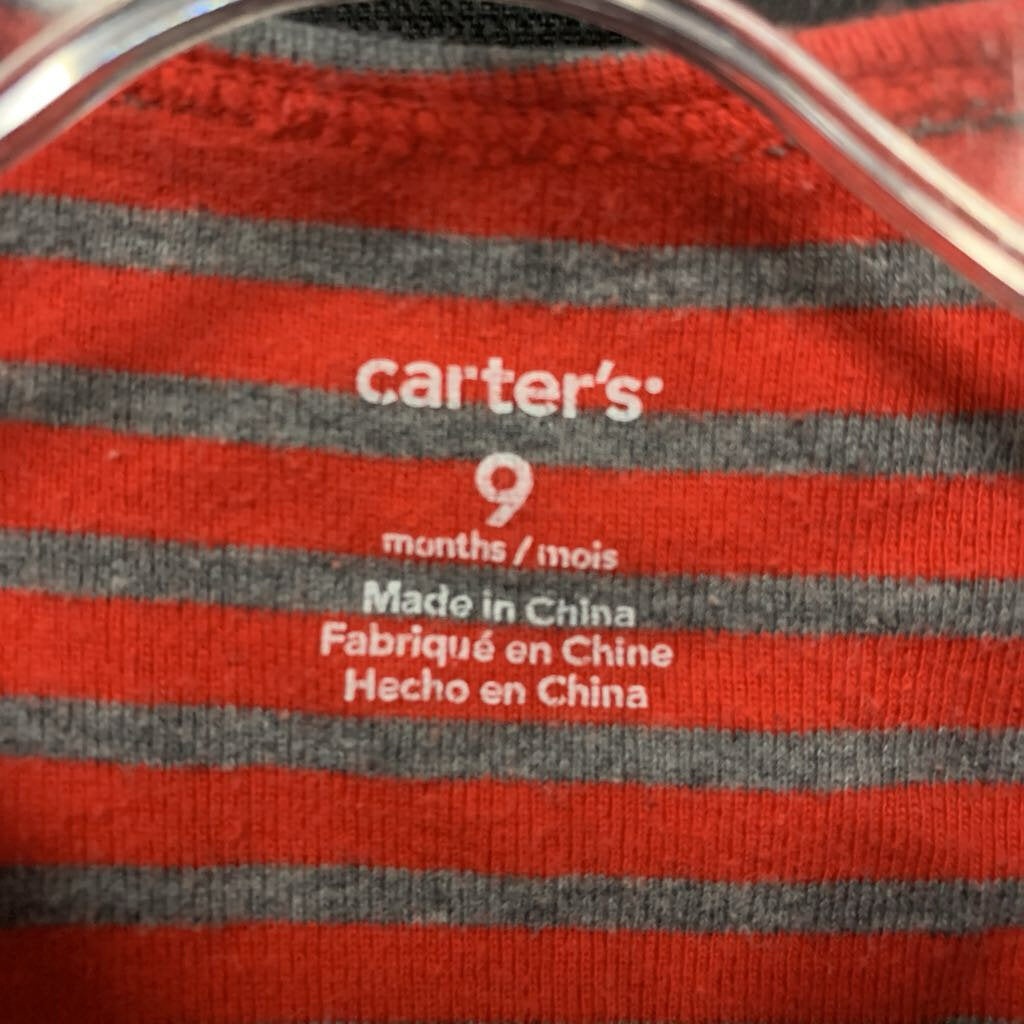 carter's
9
months / mois
Made in China
Fabriqué en Chine
Hecho en China